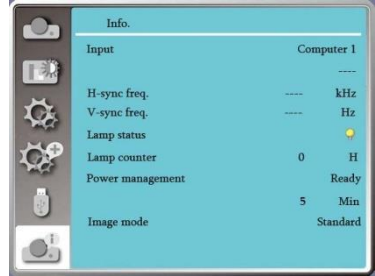 Info.
Input Computer 1
----
H-sync freq. ---- kHz
V-sync freq. ---- Hz
Lamp status
Lamp counter 0 H
Power management Ready
5 Min
Image mode Standard